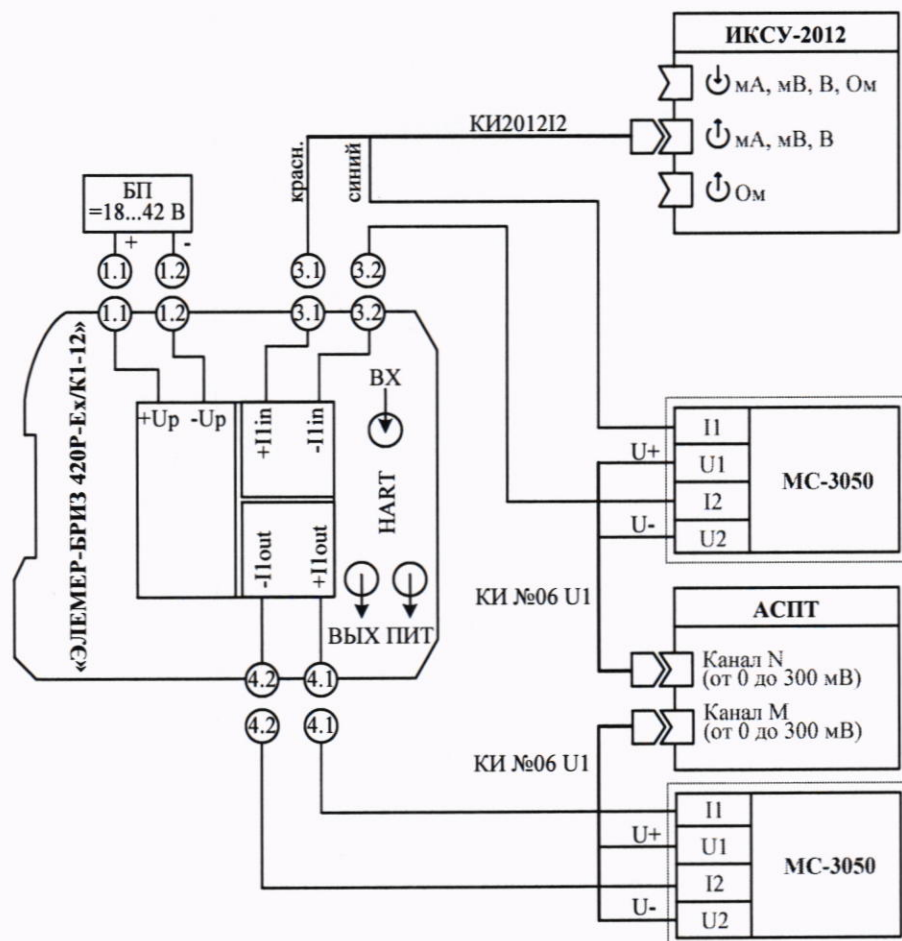 ИКСУ-2012
мА, мВ, В, Ом
мА, мВ, В
Ом
КИ2012I2
красн.
синий
БП
=18...42 В
+ -
1.1 1.2 3.1 3.2
1.1 1.2 3.1 3.2
«ЭЛЕМЕР-БРИЗ 420Р-Ех/К1-12»
+Up -Up
+I1in -I1in
ВХ
HART
-I1out +I1out
ВЫХ ПИТ
4.2 4.1
4.2 4.1
I1
U+
U1
I2
U-
U2
МС-3050
КИ №06 U1
АСПТ
Канал N
(от 0 до 300 мВ)
Канал М
(от 0 до 300 мВ)
КИ №06 U1
I1
U+
U1
I2
U-
U2
МС-3050